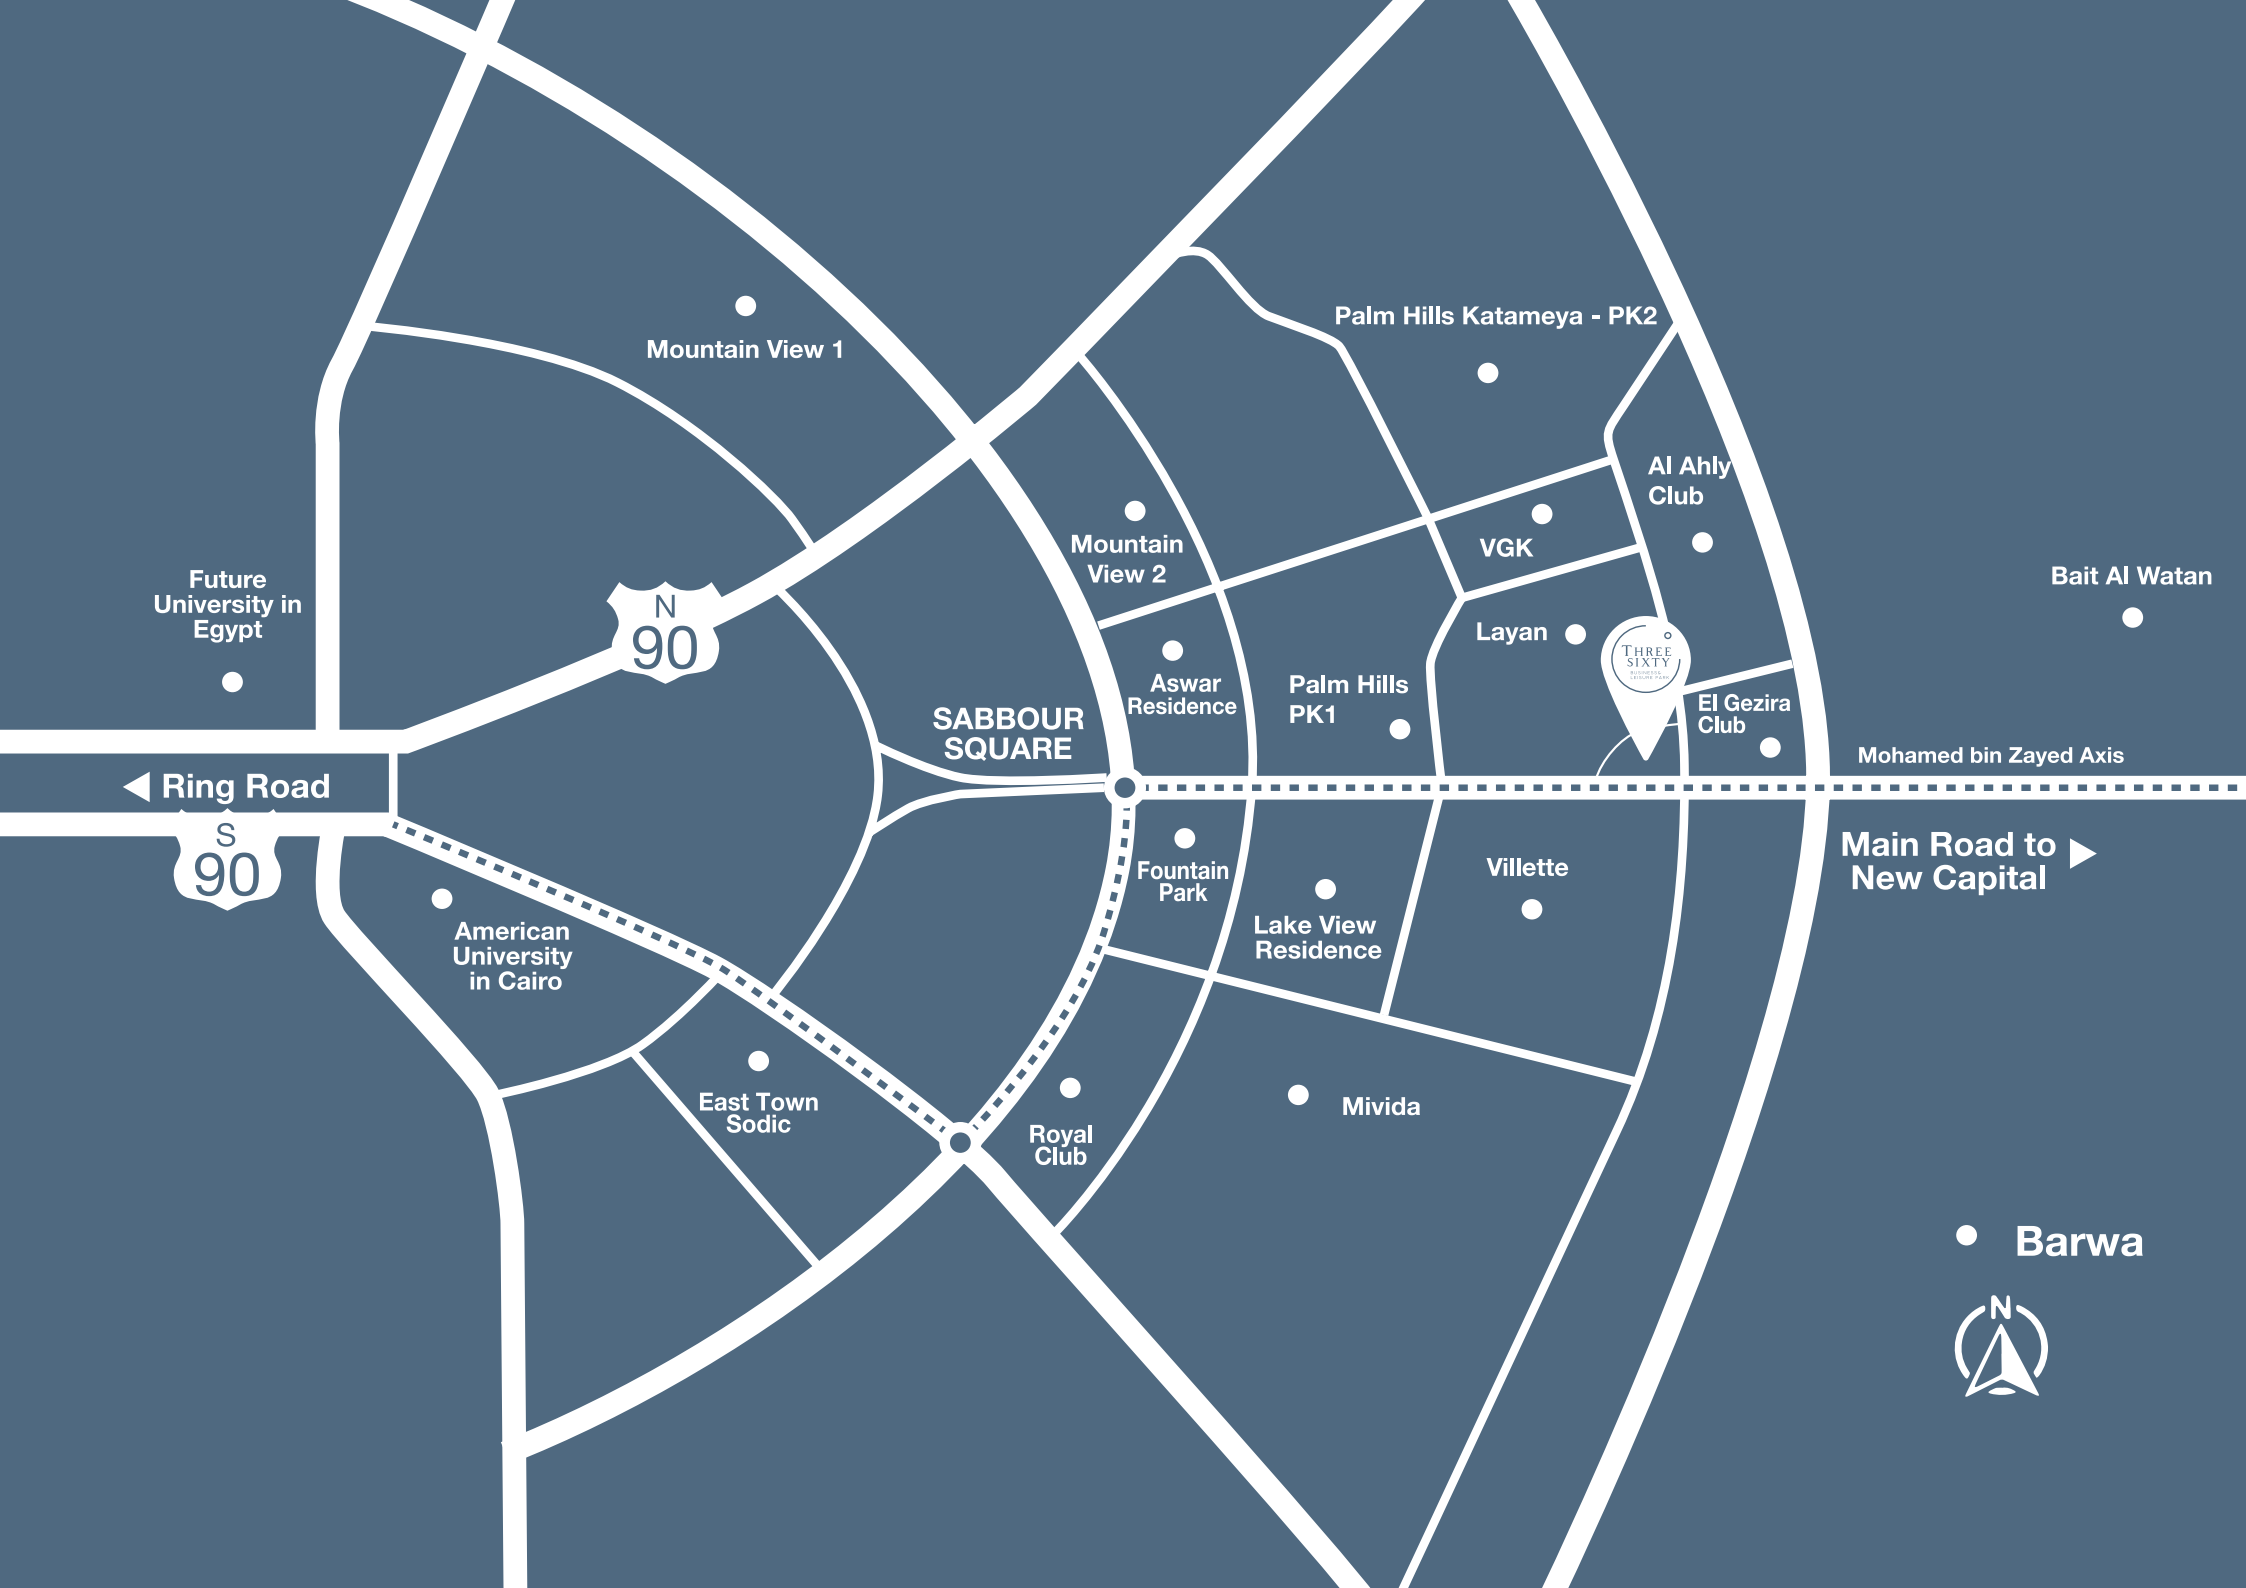 Palm Hills Katameya - PK2
Mountain View 1
Al Ahly
Club
Mountain
View 2
VGK
Future
University in
Egypt
N
90
Bait Al Watan
Layan
THREE
SIXTY
BUSINESS &
LEISURE PARK
Aswar
Residence
Palm Hills
PK1
El Gezira
Club
SABBOUR
SQUARE
Mohamed bin Zayed Axis
Ring Road
S
90
Main Road to
New Capital
Fountain
Park
Villette
Lake View
Residence
American
University
in Cairo
East Town
Sodic
Royal
Club
Mivida
Barwa
N